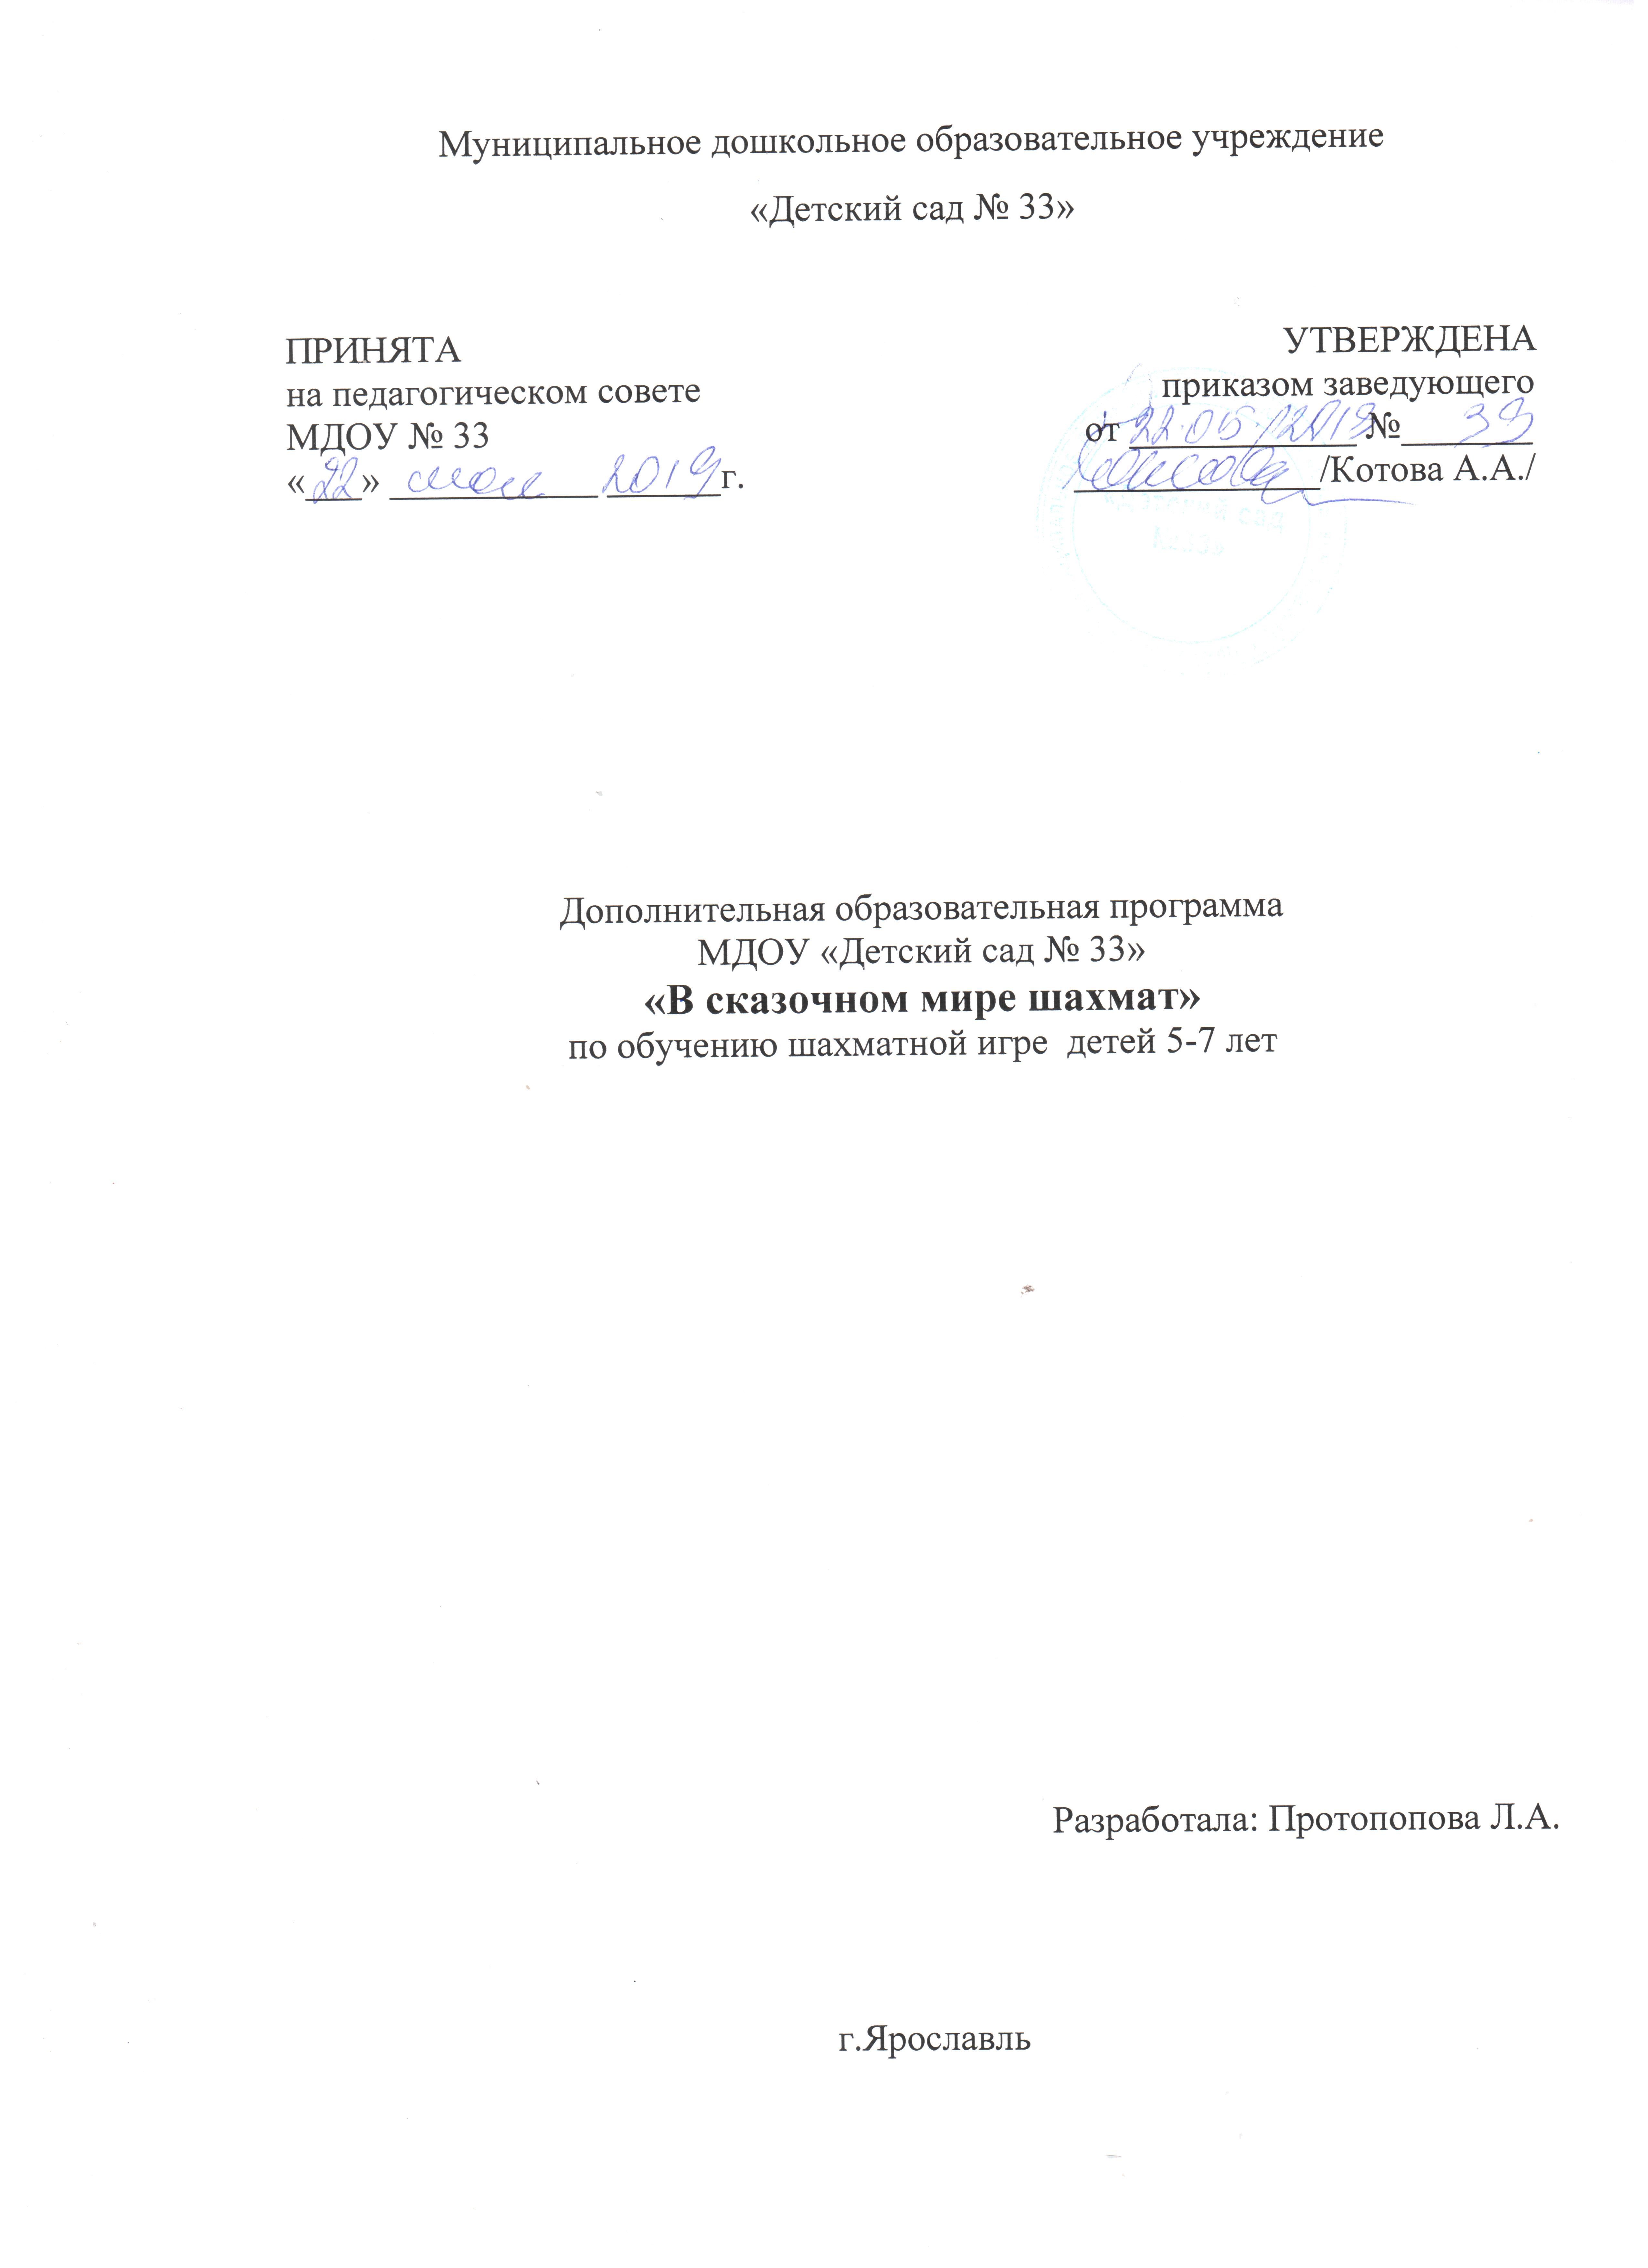 Муниципальное дошкольное образовательное учреждение
«Детский сад № 33»
ПРИНЯТА
на педагогическом совете
МДОУ № 33
«22» мая 2019г.
УТВЕРЖДЕНА
приказом заведующего
от 22.05.2019 № 39
/Котова А.А./
Дополнительная образовательная программа
МДОУ «Детский сад № 33»
«В сказочном мире шахмат»
по обучению шахматной игре детей 5-7 лет
Разработала: Протопопова Л.А.
г.Ярославль